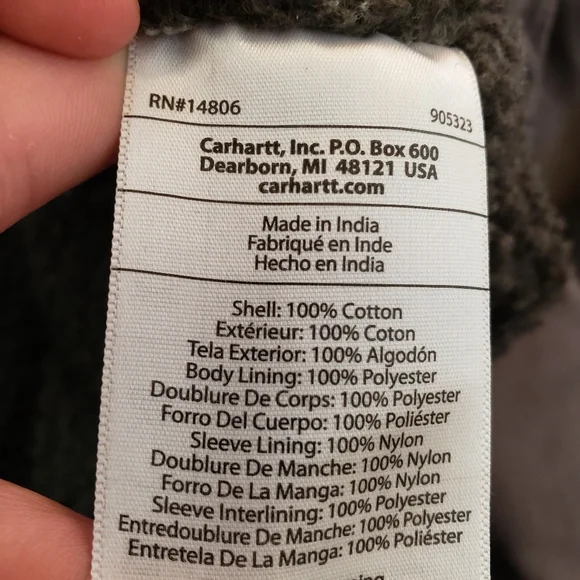 RN#14806
905323
Carhartt, Inc. P.O. Box 600
Dearborn, MI 48121 USA
carhartt.com
Made in India
Fabriqué en Inde
Hecho en India
Shell: 100% Cotton
Extérieur: 100% Coton
Tela Exterior: 100% Algodón
Body Lining: 100% Polyester
Doublure De Corps: 100% Polyester
Forro Del Cuerpo: 100% Poliéster
Sleeve Lining: 100% Nylon
Doublure De Manche: 100% Nylon
Forro De La Manga: 100% Nylon
Sleeve Interlining: 100% Polyester
Entredoublure De Manche: 100% Polyester
Entretela De La Manga: 100% Poliéster